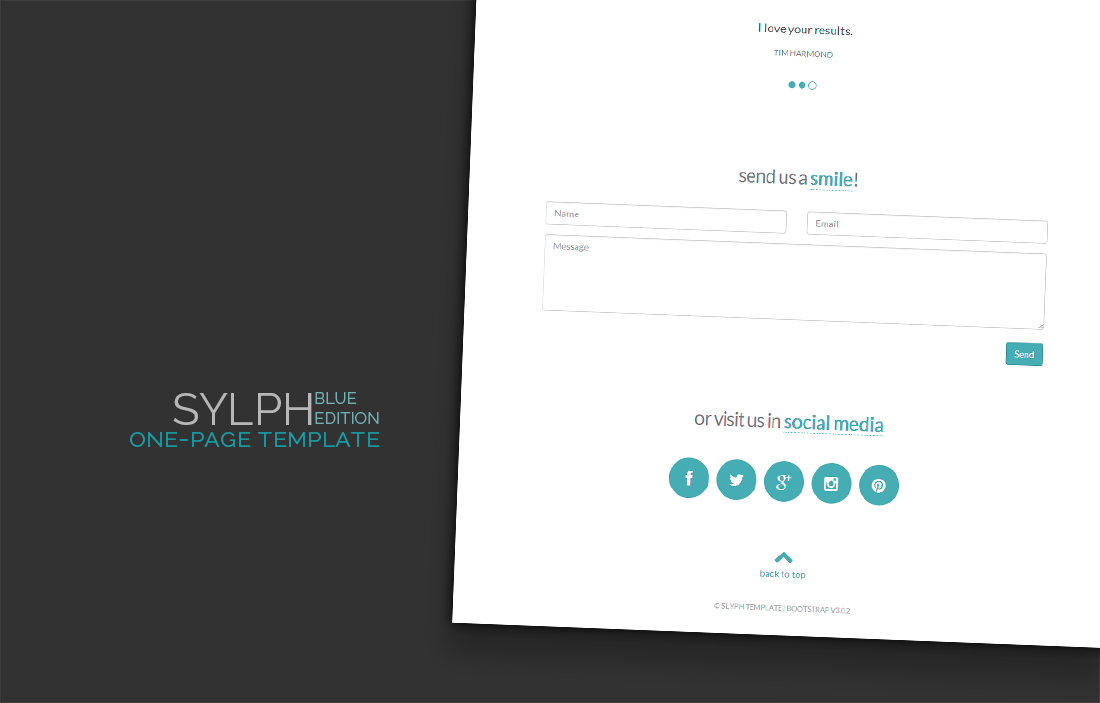 I love your results.
TIM HARMOND
send us a smile!
Name
Email
Message
Send
or visit us in social media
back to top
© SLYPH TEMPLATE | BOOTSTRAP V3.0.2
SYLPH BLUE
EDITION
ONE-PAGE TEMPLATE